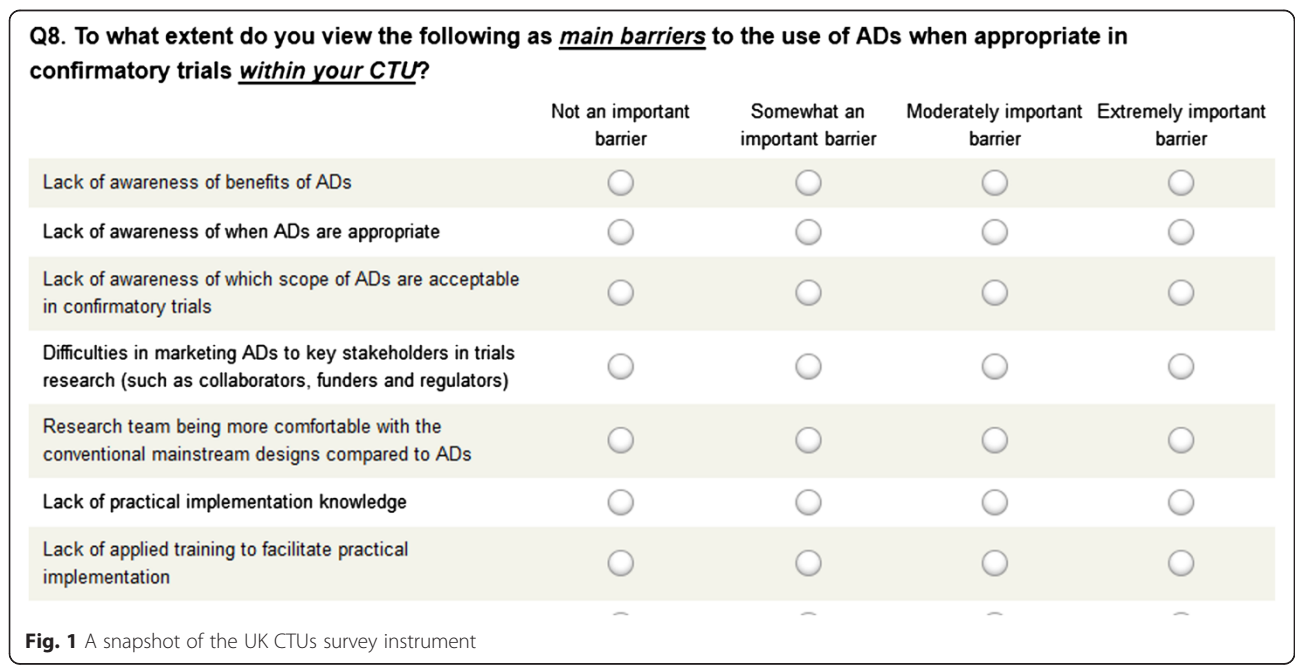 Q8. To what extent do you view the following as main barriers to the use of ADs when appropriate in
confirmatory trials within your CTU?
Not an important
barrier
Somewhat an
important barrier
Moderately important
barrier
Extremely important
barrier
Lack of awareness of benefits of ADs
Lack of awareness of when ADs are appropriate
Lack of awareness of which scope of ADs are acceptable
in confirmatory trials
Difficulties in marketing ADs to key stakeholders in trials
research (such as collaborators, funders and regulators)
Research team being more comfortable with the
conventional mainstream designs compared to ADs
Lack of practical implementation knowledge
Lack of applied training to facilitate practical
implementation
Fig. 1 A snapshot of the UK CTUs survey instrument